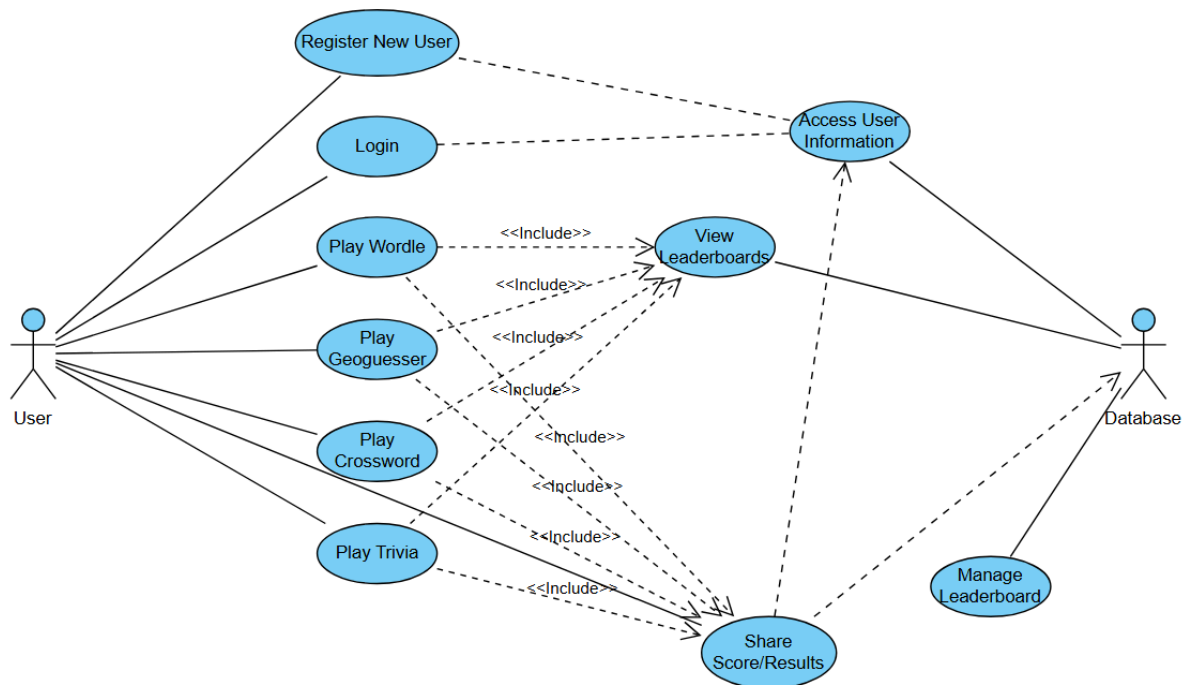 Register New User
Login
Access User
Information
Play Wordle
<<Include>>
View
Leaderboards
<<Include>>
Play
Geoguesser
<<Include>>
<<Include>>
User
Database
Play
Crossword
<<Include>>
<<Include>>
<<Include>>
Play Trivia
<<Include>>
Manage
Leaderboard
Share
Score/Results